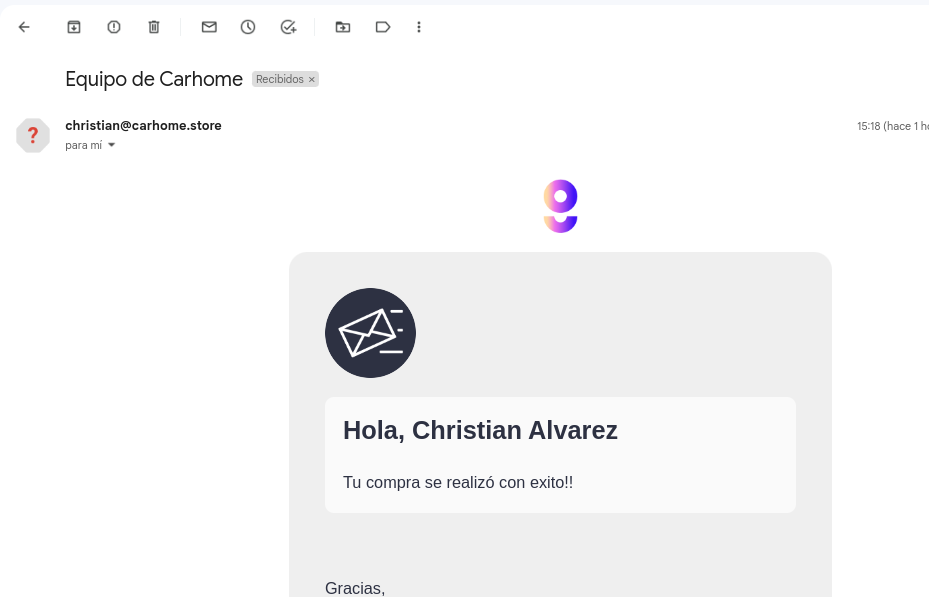 Equipo de Carhome Recibidos ×
christian@carhome.store 15:18 (hace 1 ho
para mí
Hola, Christian Alvarez
Tu compra se realizó con exito!!
Gracias,